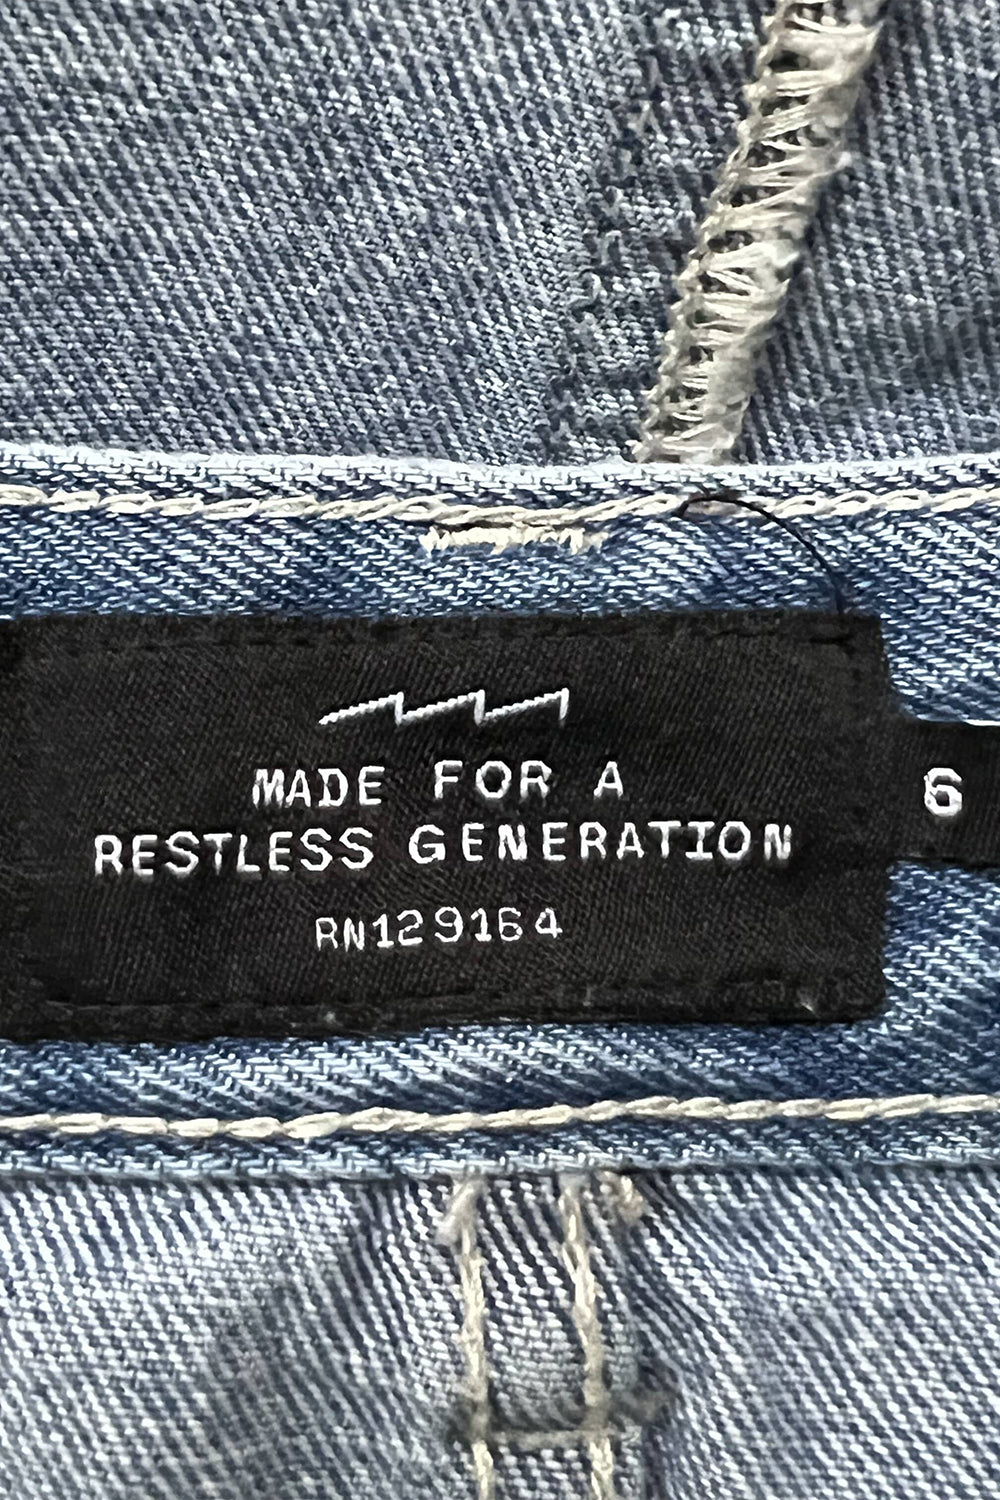 MADE FOR A
RESTLESS GENERATION
RN129164
6